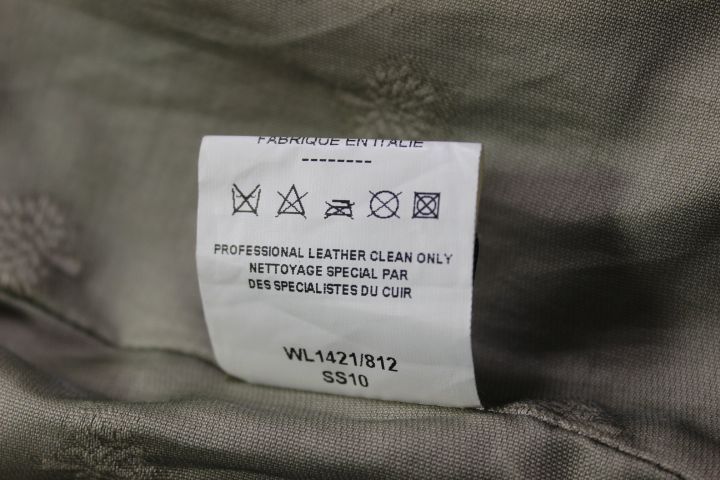 FABRIQUE EN ITALIE
--------
PROFESSIONAL LEATHER CLEAN ONLY
NETTOYAGE SPECIAL PAR
DES SPECIALISTES DU CUIR
WL1421/812
SS10